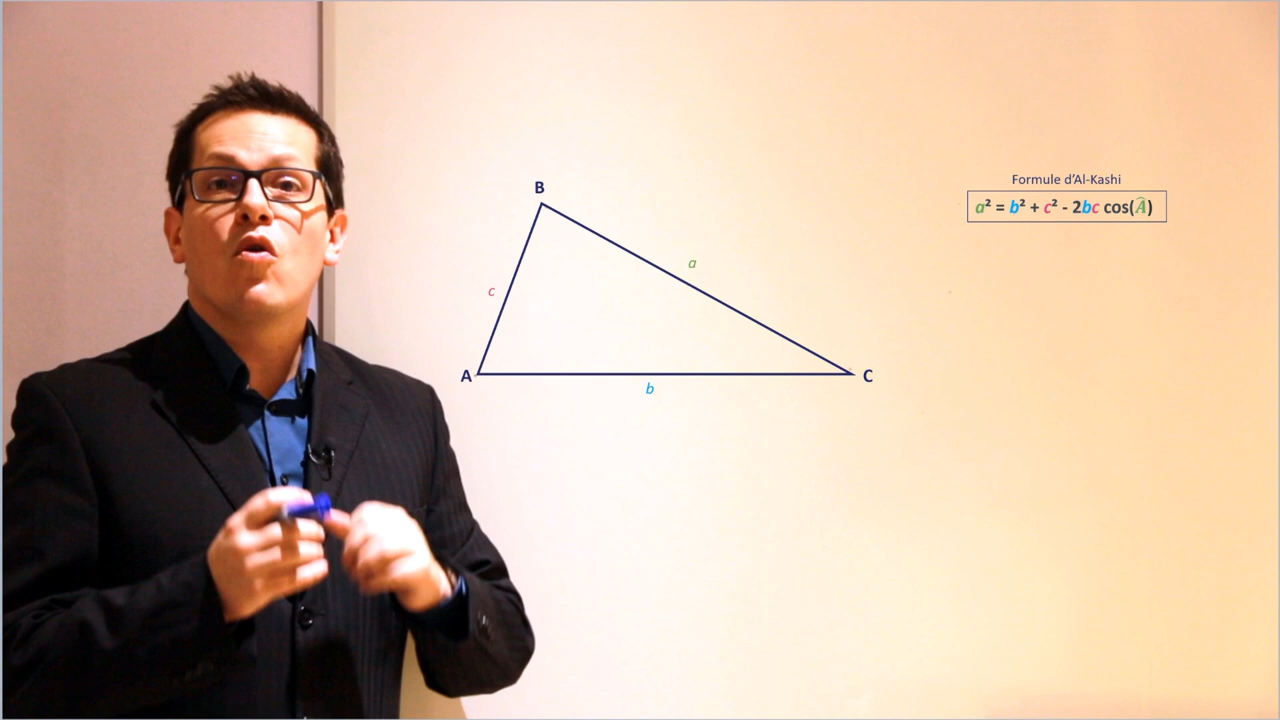 Formule d'Al-Kashi
a² = b² + c² - 2bc cos(Â)
B
a
c
A
b
C